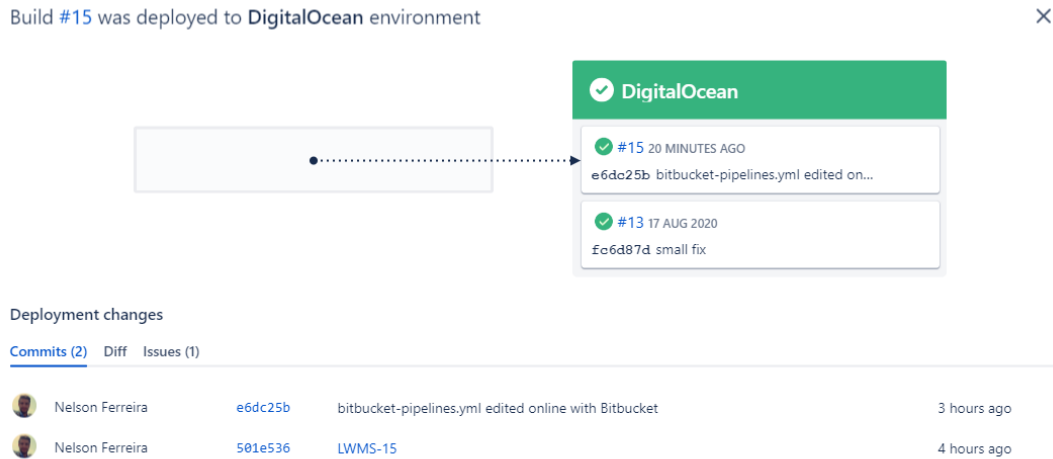 Build #15 was deployed to DigitalOcean environment
DigitalOcean
#15 20 MINUTES AGO
e6dc25b bitbucket-pipelines.yml edited on...
#13 17 AUG 2020
fc6d87d small fix
Deployment changes
Commits (2) Diff Issues (1)
Nelson Ferreira e6dc25b bitbucket-pipelines.yml edited online with Bitbucket 3 hours ago
Nelson Ferreira 501e536 LWMS-15 4 hours ago